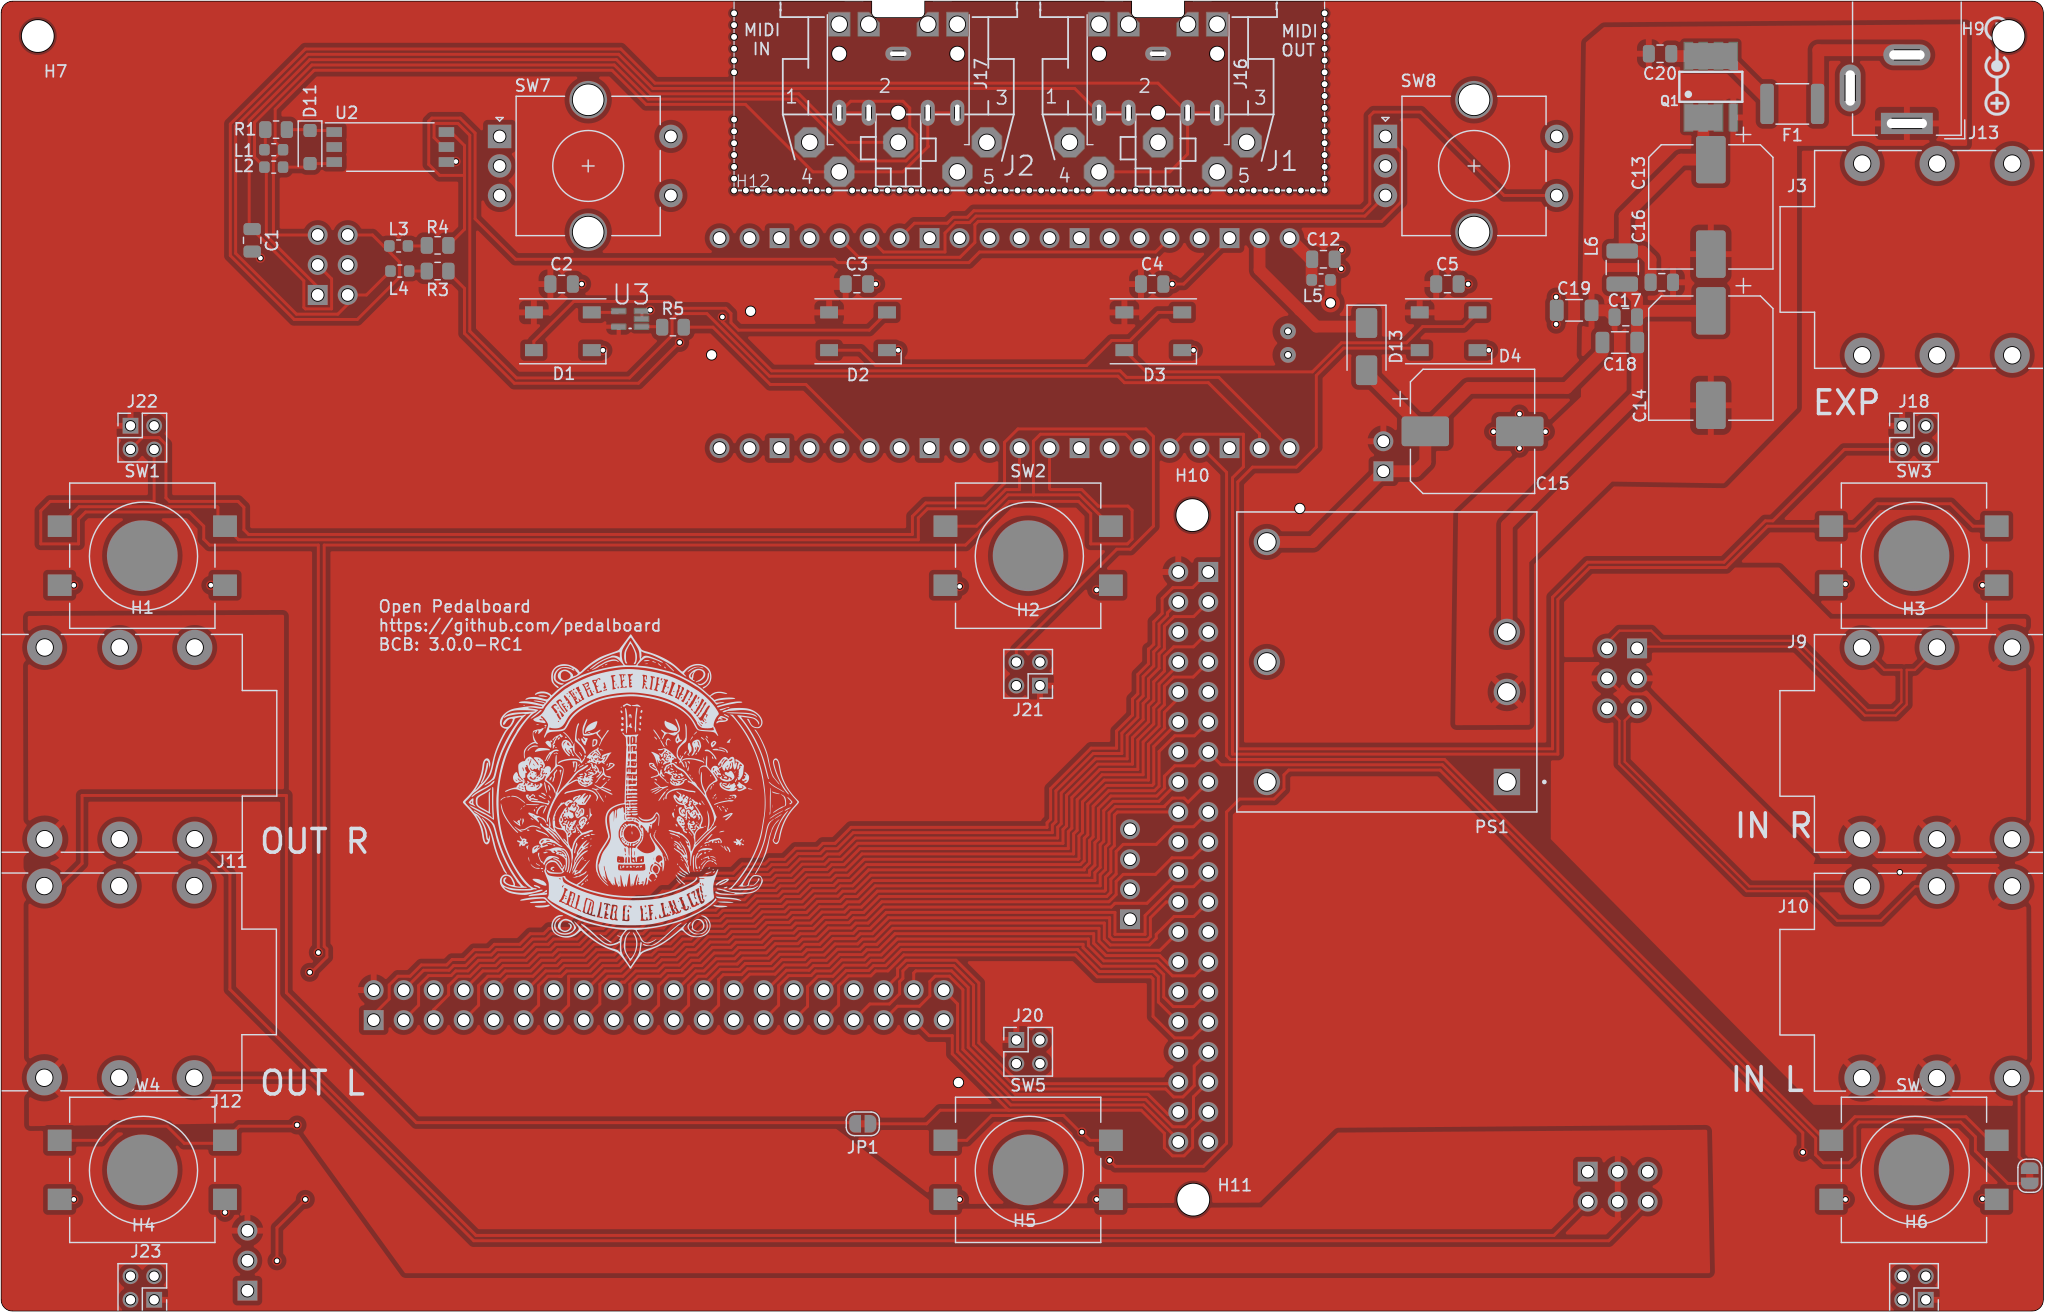 H7
MIDI
IN
MIDI
OUT
H9
SW7
SW8
C20
Q1
F1
J13
J17
J16
2
2
1
3
1
3
4
5
4
5
J2
J1
H12
D11
U2
R1
L1
L2
C13
J3
C1
L3
R4
L4
R3
C16
L6
C12
L5
C2
C3
C4
C5
U3
R5
C19
C17
C18
D1
D2
D3
D4
D13
C14
C15
EXP
J22
J18
SW1
SW2
SW3
H10
H1
H2
H3
Open Pedalboard
https://github.com/pedalboard
BCB: 3.0.0-RC1
J9
J21
PS1
IN R
OUT R
J11
J10
J20
SW5
OUT L
SW4
J12
IN L
SW
JP1
H11
H4
H5
H6
J23